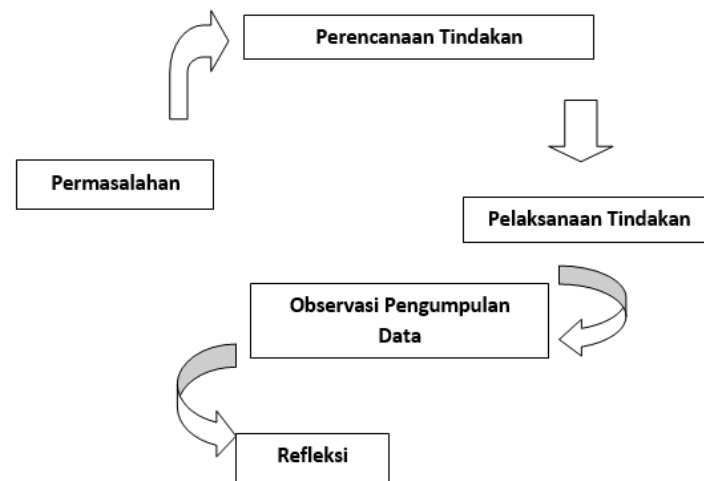 Perencanaan Tindakan
Permasalahan
Pelaksanaan Tindakan
Observasi Pengumpulan
Data
Refleksi